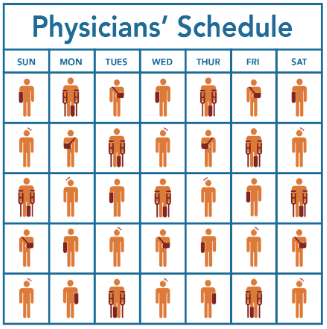 Physicians' Schedule
SUN MON TUES WED THUR FRI SAT